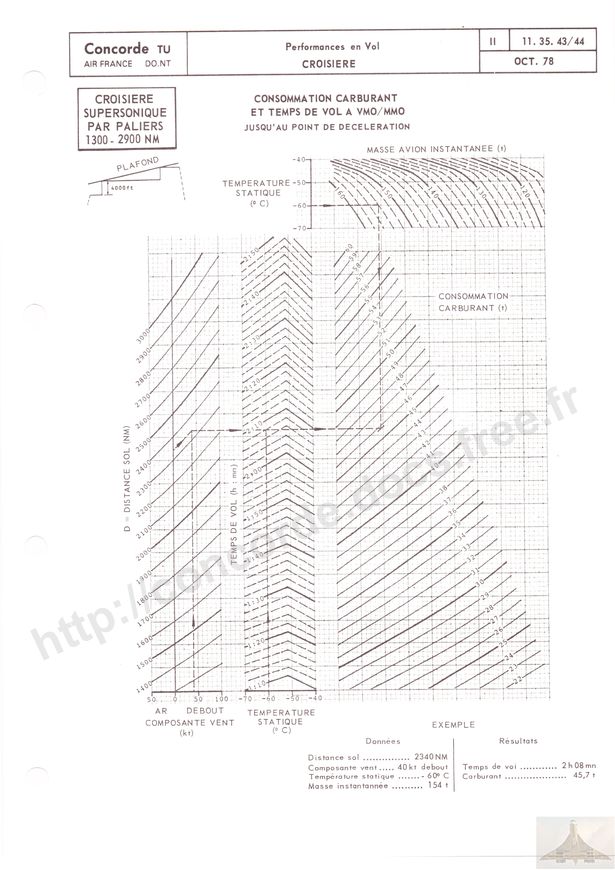 Concorde TU
AIR FRANCE DO.NT
Performances en Vol
CROISIERE
II
11. 35. 43/44
OCT. 78
CROISIERE
SUPERSONIQUE
PAR PALIERS
1300 - 2900 NM
CONSOMMATION CARBURANT
ET TEMPS DE VOL A VMO/MMO
JUSQU'AU POINT DE DECELERATION
PLAFOND
4000 ft
MASSE AVION INSTANTANEE (t)
TEMPERATURE
STATIQUE
(° C)
-40
-50
-60
-70
160
150
140
130
120
CONSOMMATION
CARBURANT (t)
D = DISTANCE SOL (NM)
3000
2900
2800
2700
2600
2500
2400
2300
2200
2100
2000
1900
1800
1700
1600
1500
1400
TEMPS DE VOL (h : mn)
2:50
2:40
2:30
2:20
2:10
2:00
1:50
1:40
1:30
1:20
1:10
60
59
58
57
56
55
54
53
52
51
50
49
48
47
46
45
44
43
42
41
38
37
36
35
34
33
32
31
30
29
28
27
26
25
24
23
22
50 0 50 100
-70 -60 -50 -40
AR DEBOUT
COMPOSANTE VENT
(kt)
TEMPERATURE
STATIQUE
(° C)
EXEMPLE
Données
Distance sol ............... 2340 NM
Composante vent ..... 40 kt debout
Température statique ....... - 60° C
Masse instantannée .......... 154 t
Résultats
Temps de vol ............ 2 h 08 mn
Carburant .................. 45,7 t
http://concorde.docs.free.fr